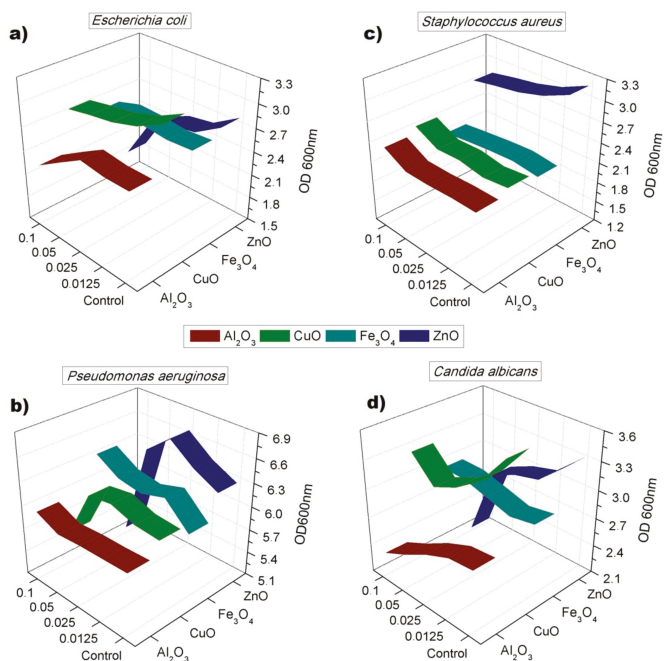 a)
Escherichia coli
3.3
3.0
2.7
2.4
2.1
1.8
1.5
OD 600nm
0.1
0.05
0.025
0.0125
Control
Al₂O₃
CuO
Fe₃O₄
ZnO
c)
Staphylococcus aureus
3.3
3.0
2.7
2.4
2.1
1.8
1.5
1.2
OD 600nm
0.1
0.05
0.025
0.0125
Control
Al₂O₃
CuO
Fe₃O₄
ZnO
Al₂O₃ CuO Fe₃O₄ ZnO
b)
Pseudomonas aeruginosa
6.9
6.6
6.3
6.0
5.7
5.4
5.1
OD600nm
0.1
0.05
0.025
0.0125
Control
Al₂O₃
CuO
Fe₃O₄
ZnO
d)
Candida albicans
3.6
3.3
3.0
2.7
2.4
2.1
OD 600nm
0.1
0.05
0.025
0.0125
Control
Al₂O₃
CuO
Fe₃O₄
ZnO